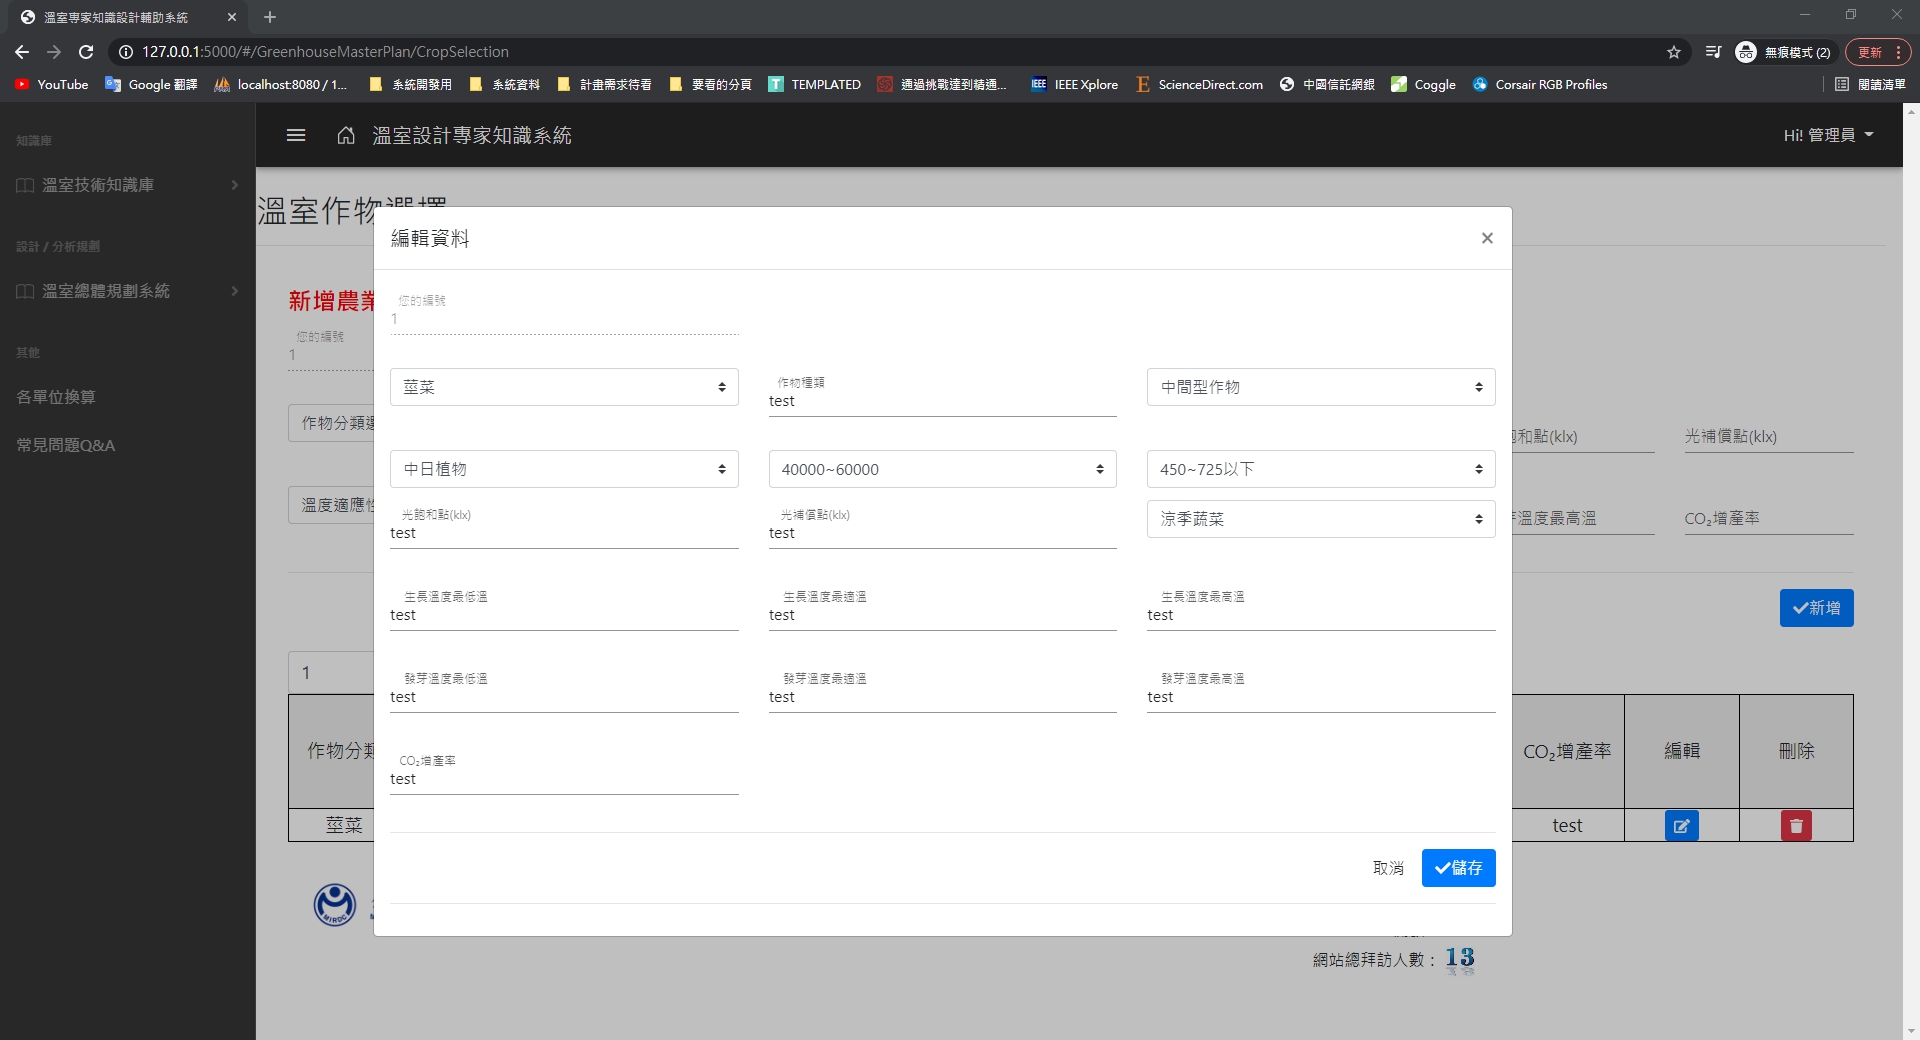 溫室專家知識設計輔助系統
127.0.0.1:5000/#/GreenhouseMasterPlan/CropSelection
無痕模式 (2)
更新
YouTube
Google 翻譯
localhost:8080 / 1...
系統開發用
系統資料
計畫需求待看
要看的分頁
TEMPLATED
通過挑戰達到精通...
IEEE Xplore
ScienceDirect.com
中國信託網銀
Coggle
Corsair RGB Profiles
閱讀清單
知識庫
溫室技術知識庫
設計 / 分析規劃
溫室總體規劃系統
其他
各單位換算
常見問題Q&A
溫室設計專家知識系統
Hi! 管理員
溫室作物選擇
新增農業
您的編號
1
作物分類選
溫度適應性
飽和點(klx)
光補償點(klx)
芽溫度最高溫
CO₂增產率
新增
1
作物分類
CO₂增產率
編輯
刪除
莖菜
test
編輯資料
×
您的編號
1
莖菜
作物種類
test
中間型作物
中日植物
40000~60000
450~725以下
光飽和點(klx)
test
光補償點(klx)
test
涼季蔬菜
生長溫度最低溫
test
生長溫度最適溫
test
生長溫度最高溫
test
發芽溫度最低溫
test
發芽溫度最適溫
test
發芽溫度最高溫
test
CO₂增產率
test
取消
儲存
MIRDC
網站總拜訪人數：13